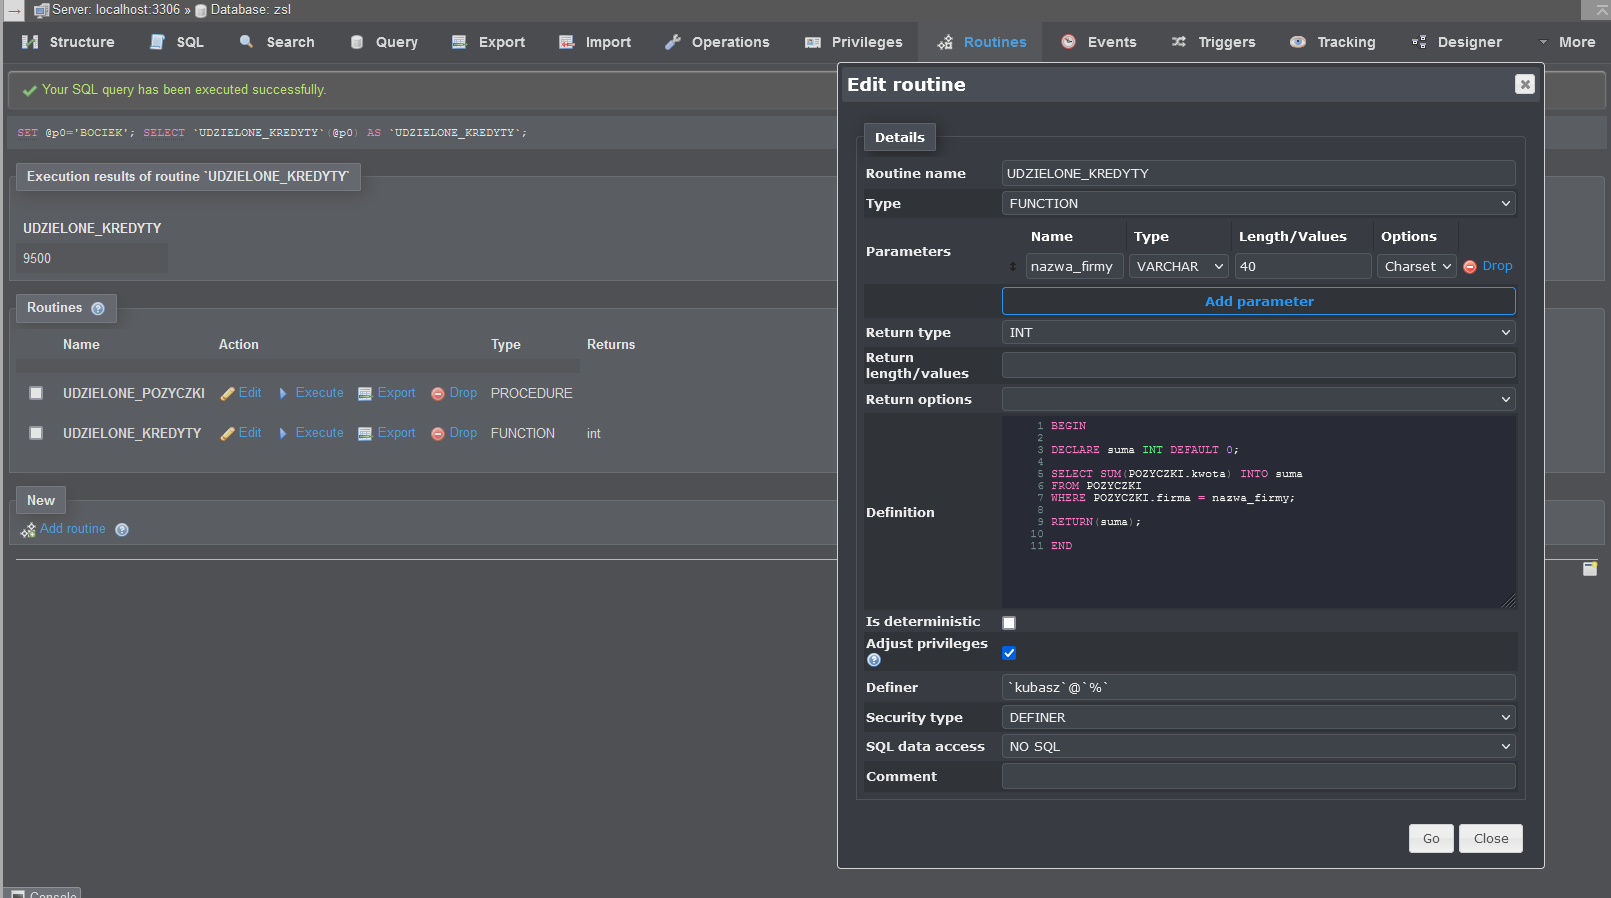 Server: localhost:3306 » Database: zsl
Structure SQL Search Query Export Import Operations Privileges Routines Events Triggers Tracking Designer More
Your SQL query has been executed successfully.
SET @p0='BOCIEK'; SELECT `UDZIELONE_KREDYTY`(@p0) AS `UDZIELONE_KREDYTY`;
Execution results of routine `UDZIELONE_KREDYTY`
UDZIELONE_KREDYTY
9500
Routines
Name Action Type Returns
UDZIELONE_POZYCZKI Edit Execute Export Drop PROCEDURE
UDZIELONE_KREDYTY Edit Execute Export Drop FUNCTION int
New
Add routine
Console
Edit routine
Details
Routine name UDZIELONE_KREDYTY
Type FUNCTION
Parameters
Name Type Length/Values Options
nazwa_firmy VARCHAR 40 Charset Drop
Add parameter
Return type INT
Return
length/values
Return options
Definition
1 BEGIN
2
3 DECLARE suma INT DEFAULT 0;
4
5 SELECT SUM(POZYCZKI.kwota) INTO suma
6 FROM POZYCZKI
7 WHERE POZYCZKI.firma = nazwa_firmy;
8
9 RETURN(suma);
10
11 END
Is deterministic
Adjust privileges
Definer `kubasz`@`%`
Security type DEFINER
SQL data access NO SQL
Comment
Go Close